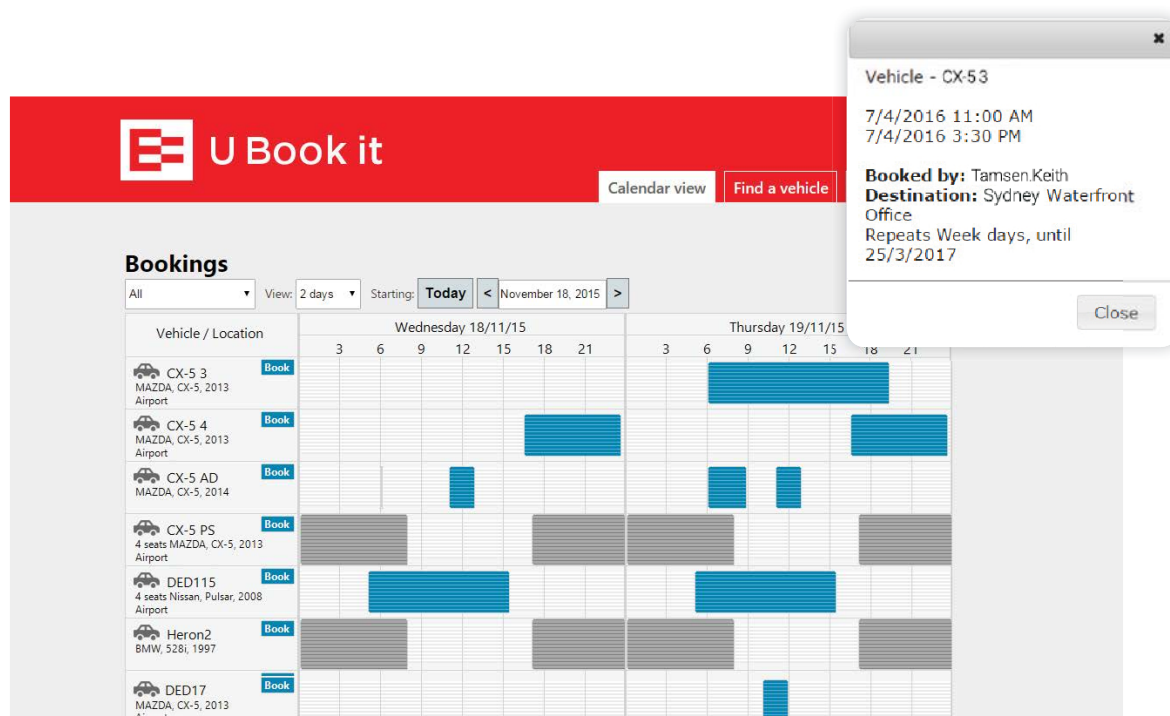 Vehicle - CX-53
7/4/2016 11:00 AM
7/4/2016 3:30 PM
Booked by: Tamsen.Keith
Destination: Sydney Waterfront
Office
Repeats Week days, until
25/3/2017
Close
U Book it
Calendar view
Find a vehicle
Bookings
All View: 2 days Starting: Today < November 18, 2015 >
Vehicle / Location
Wednesday 18/11/15
Thursday 19/11/15
3 6 9 12 15 18 21 3 6 9 12 15 18 21
CX-5 3 Book
MAZDA, CX-5, 2013
Airport
CX-5 4 Book
MAZDA, CX-5, 2013
Airport
CX-5 AD Book
MAZDA, CX-5, 2014
CX-5 PS Book
4 seats MAZDA, CX-5, 2013
Airport
DED115 Book
4 seats Nissan, Pulsar, 2008
Airport
Heron2 Book
BMW, 528i, 1997
DED17 Book
MAZDA, CX-5, 2013